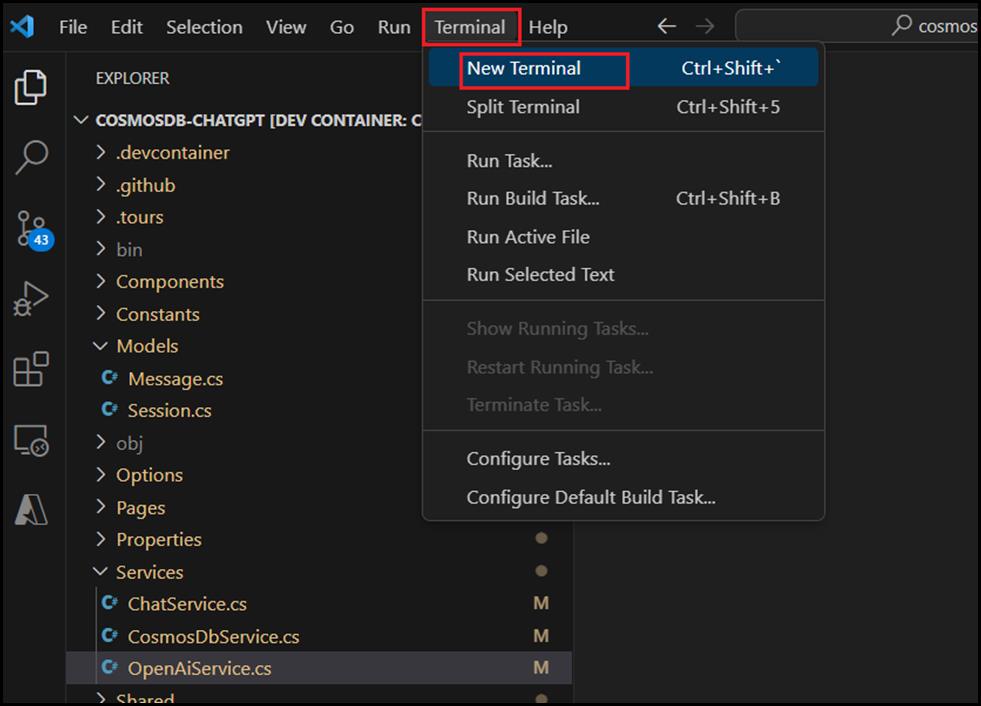 File Edit Selection View Go Run Terminal Help cosmos
EXPLORER
COSMOSDB-CHATGPT [DEV CONTAINER: C
.devcontainer
.github
.tours
43
bin
Components
Constants
Models
Message.cs
Session.cs
obj
Options
Pages
Properties
Services
ChatService.cs M
CosmosDbService.cs M
OpenAiService.cs M
Shared
New Terminal Ctrl+Shift+`
Split Terminal Ctrl+Shift+5
Run Task...
Run Build Task... Ctrl+Shift+B
Run Active File
Run Selected Text
Show Running Tasks...
Restart Running Task...
Terminate Task...
Configure Tasks...
Configure Default Build Task...